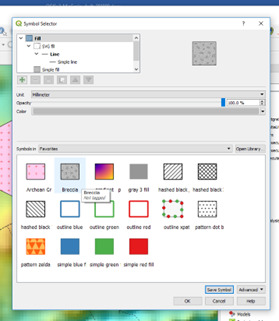 Symbol Selector
Fill
SVG fill
Line
Simple line
Simple fill
Unit Millimeter
Opacity 100.0 %
Color
Symbols in Favorites Open Library...
Archean Gr Breccia gradient p gray 3 fill hashed black hashed black
Breccia
Not tagged
hashed black outline blue outline green outline red outline xpat pattern dot b
pattern zelda simple blue f simple green simple red fill
Save Symbol Advanced
OK Cancel Help
Models